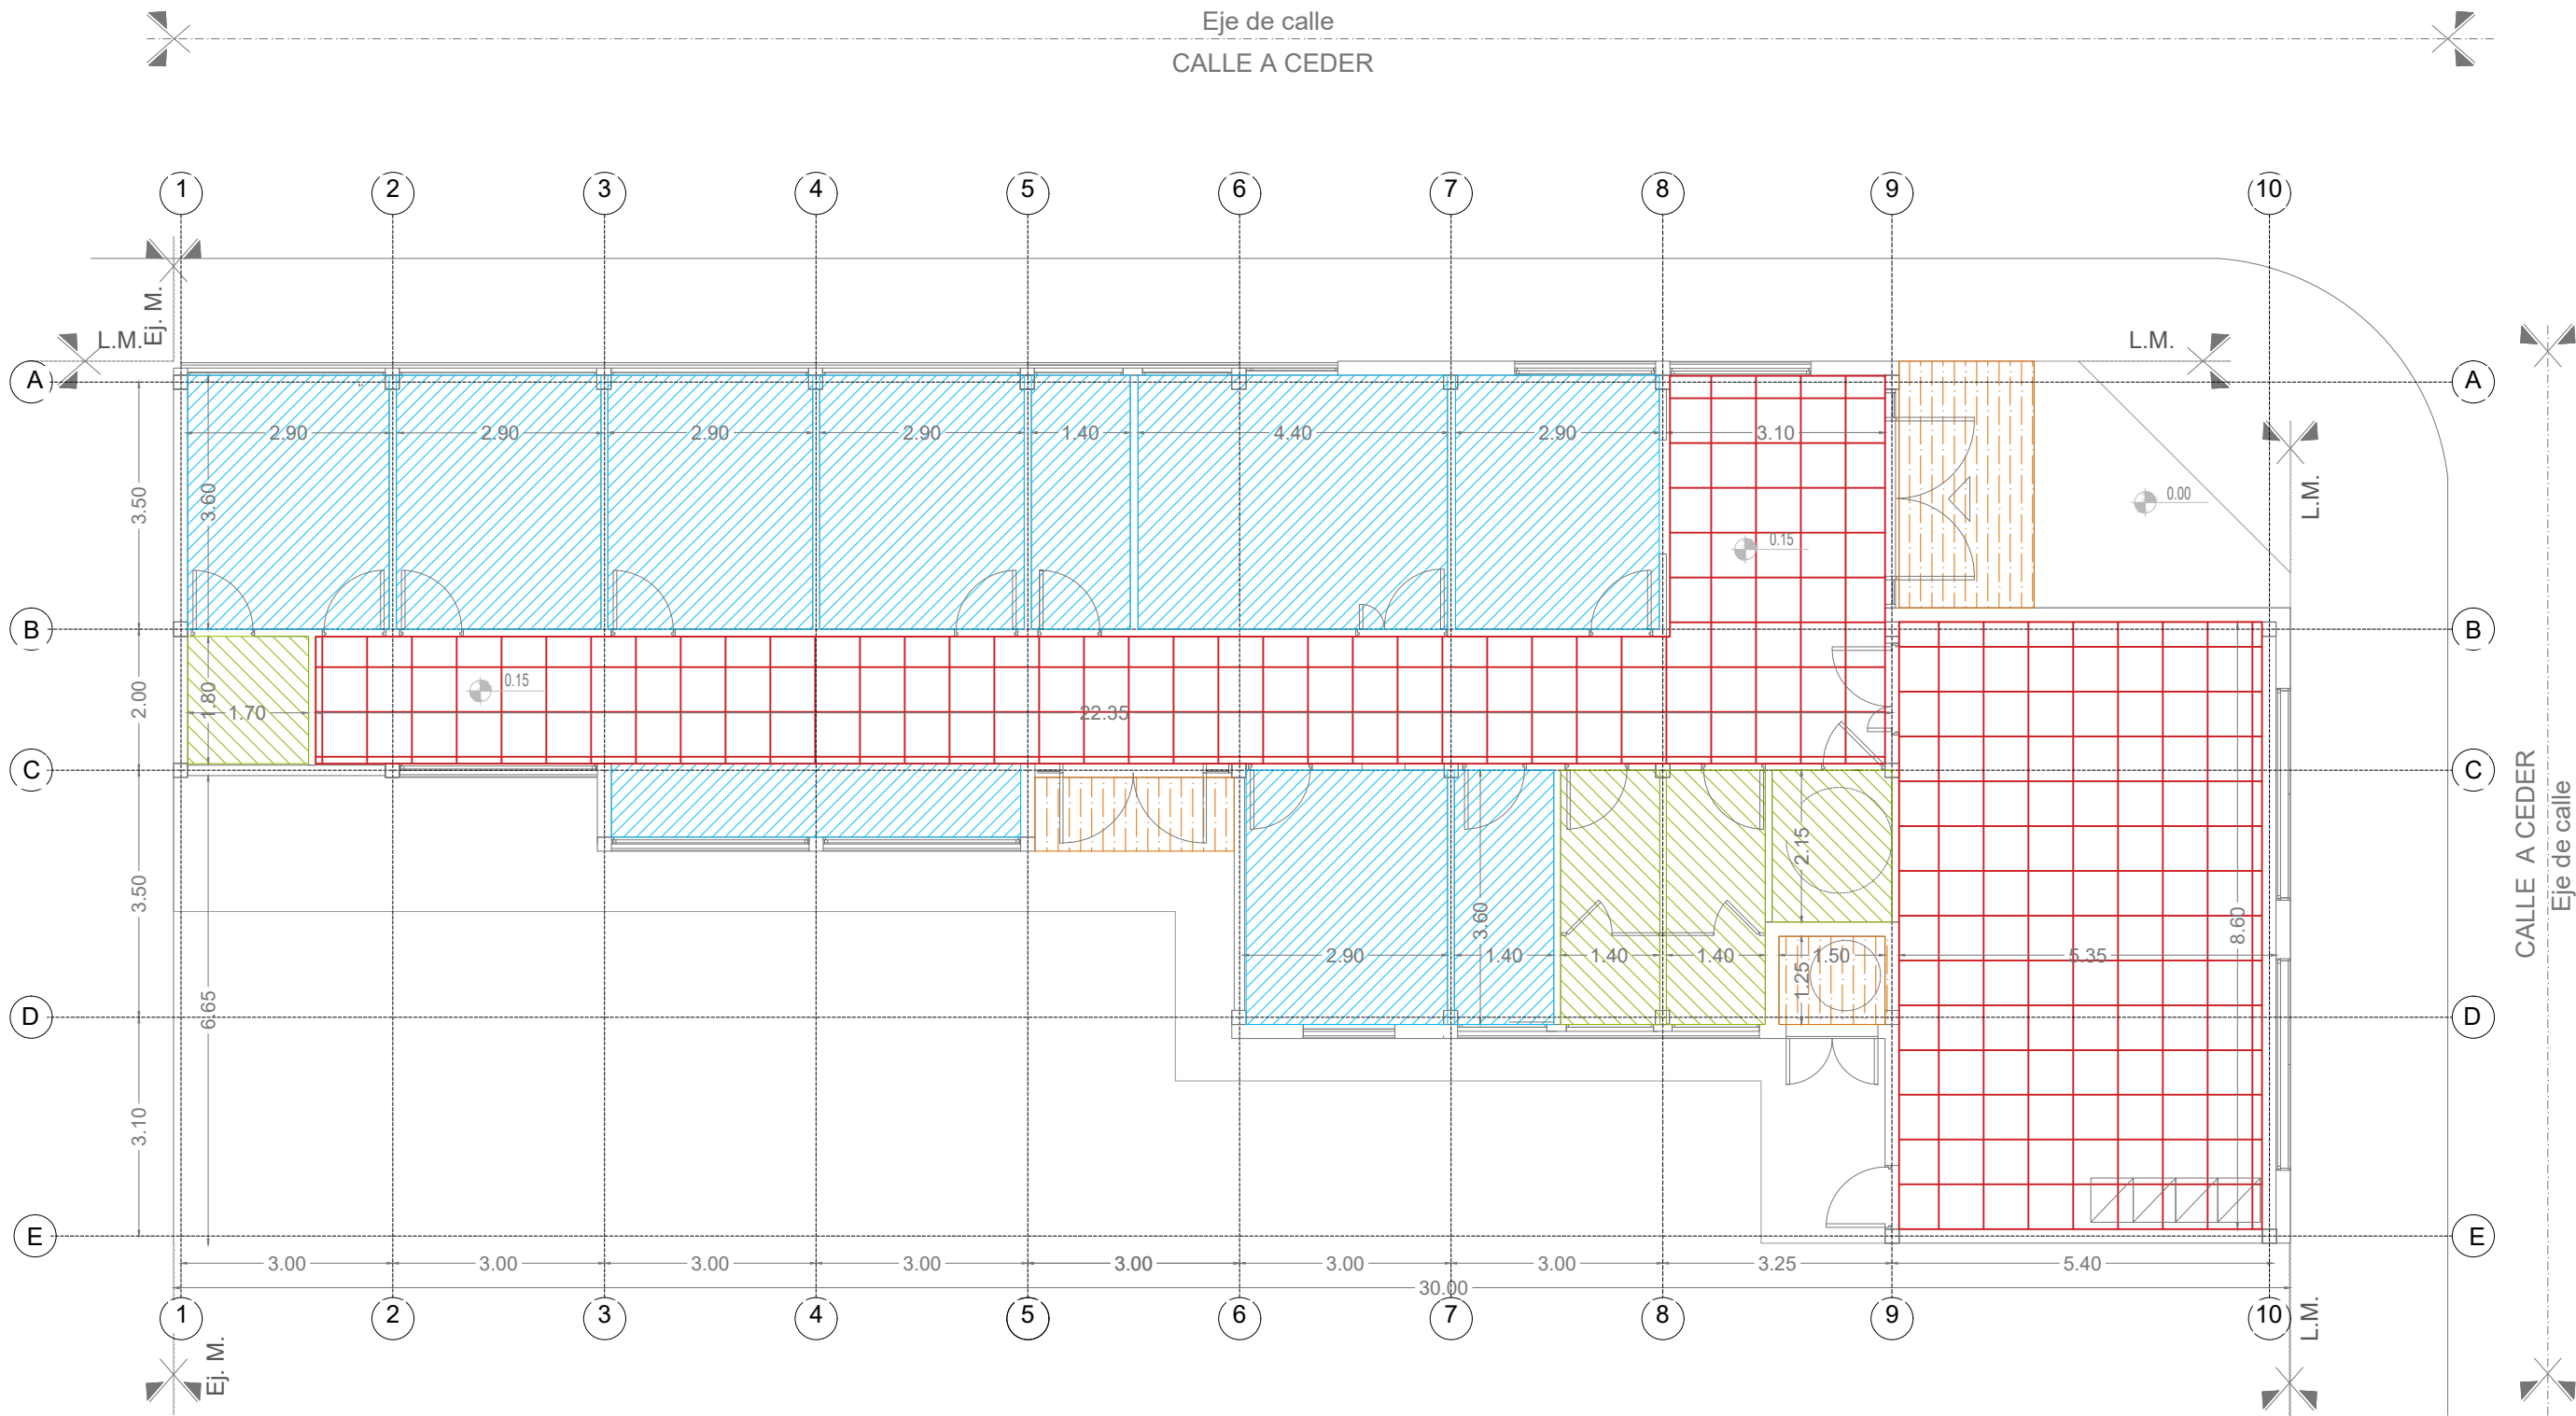 Eje de calle
CALLE A CEDER
1 2 3 4 5 6 7 8 9 10
Ej. M.
L.M.
L.M.
A A
2.90 2.90 2.90 2.90 1.40 4.40 2.90 3.10
3.50
3.60
L.M.
0.00
0.15
B B
2.00
1.80
1.70
0.15
22.35
C C
CALLE A CEDER
Eje de calle
3.50
2.15
3.60
8.60
2.90 1.40 1.40 1.40 1.50 5.35
1.25
6.65
D D
3.10
E E
3.00 3.00 3.00 3.00 3.00 3.00 3.00 3.25 5.40
30.00
1 2 3 4 5 6 7 8 9 10
Ej. M.
L.M.